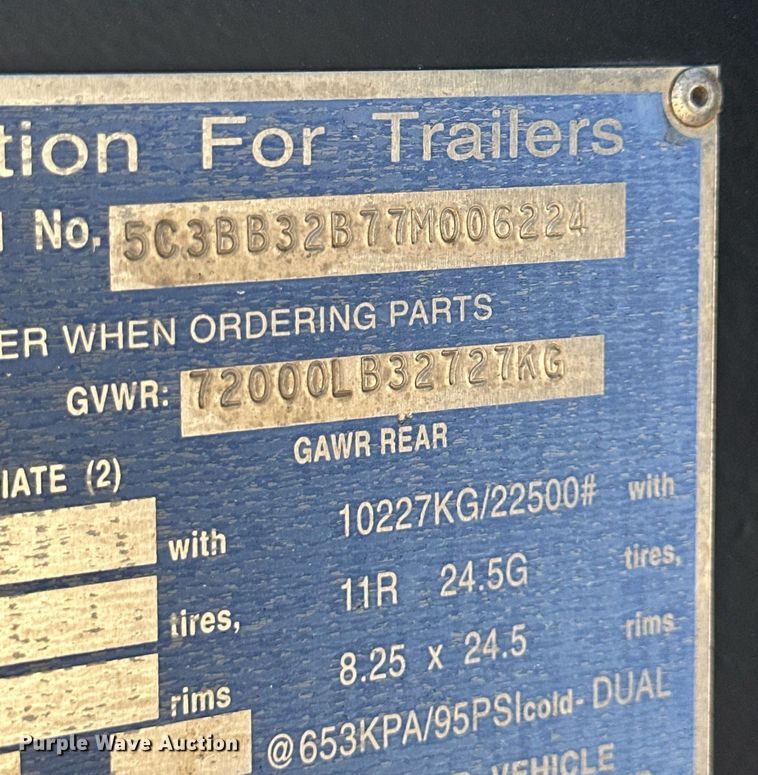 tion For Trailers
No. 5C3BB32B77M006224
ER WHEN ORDERING PARTS
GVWR: 72000LB32727KG
GAWR REAR
IATE (2)
with 10227KG/22500# with
tires, 11R 24.5G tires,
rims 8.25 x 24.5 rims
@653KPA/95PSIcold- DUAL
VEHICLE
Purple Wave Auction